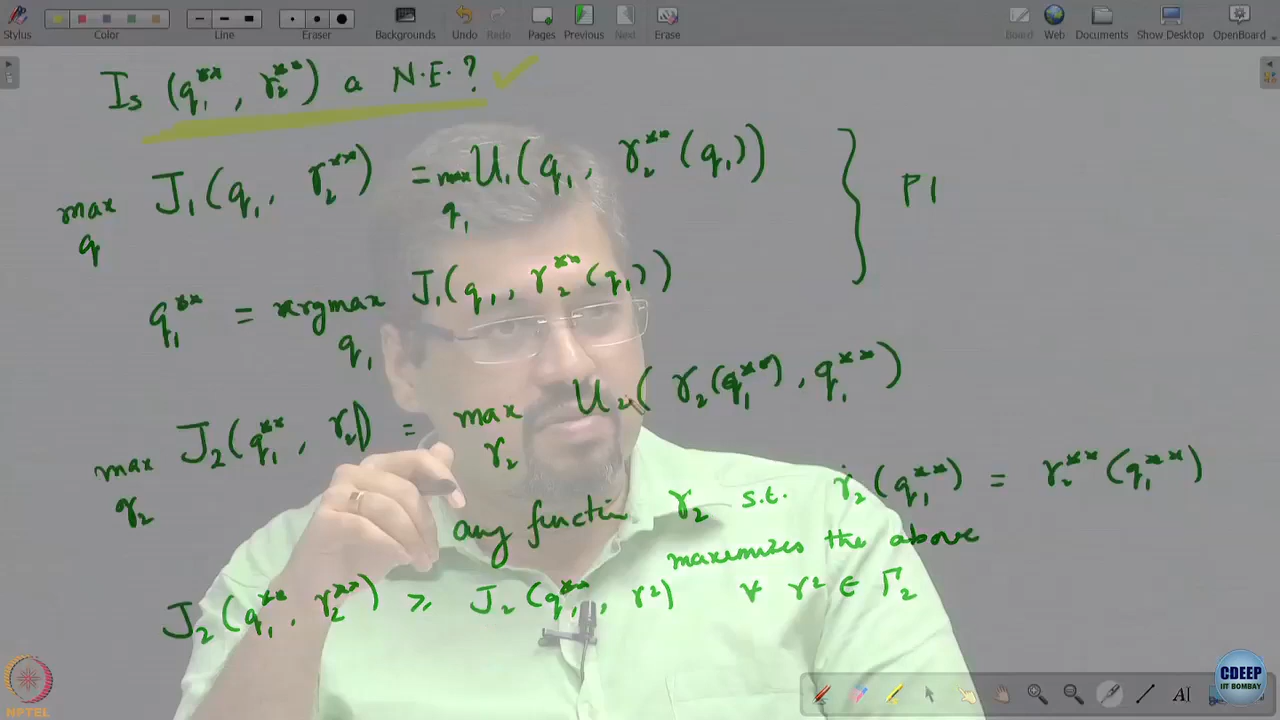 Stylus Color Line Eraser Backgrounds Undo Redo Pages Previous Next Erase Board Web Documents Show Desktop OpenBoard
Is (q₁**, γ₂**) a N.E.? ✓
max q J₁(q₁, γ₂**) = max q₁ U₁(q₁, γ₂**(q₁)) } P1
q₁** = argmax q₁ J₁(q₁, γ₂**(q₁))
max γ₂ J₂(q₁**, γ₂) = max γ₂ U₂(γ₂(q₁**), q₁**)
any function γ₂ s.t. γ₂(q₁**) = γ₂**(q₁**)
maximizes the above
J₂(q₁**, γ₂**) ≥ J₂(q₁**, γ²) ∀ γ² ∈ Γ₂
NPTEL
CDEEP
IIT BOMBAY